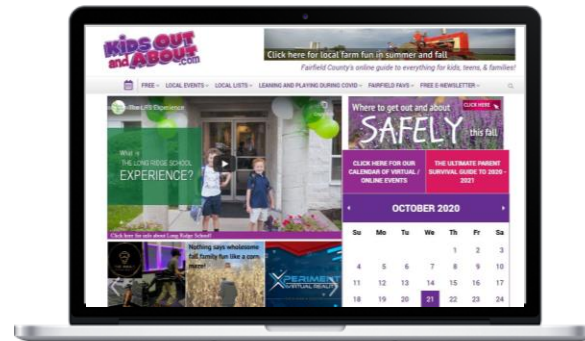 KIDS OUT
and ABOUT.com
Click here for local farm fun in summer and fall
Fairfield County's online guide to everything for kids, teens, & families!
FREE LOCAL EVENTS LOCAL LISTS LEANING AND PLAYING DURING COVID FAIRFIELD FAVS FREE E-NEWSLETTER
Experience
What is
THE LONG RIDGE SCHOOL
EXPERIENCE?
Click here for info about Long Ridge School!
Where to get out and about
CLICK HERE
SAFELY
this fall
CLICK HERE FOR OUR
CALENDAR OF VIRTUAL /
ONLINE EVENTS
THE ULTIMATE PARENT
SURVIVAL GUIDE TO 2020 -
2021
OCTOBER 2020
Su Mo Tu We Th Fr Sa
1 2 3
4 5 6 7 8 9 10
11 12 13 14 15 16 17
18 19 20 21 22 23 24
Nothing says wholesome
fall family fun like a corn
maze!
XPERIMENT
VIRTUAL REALITY